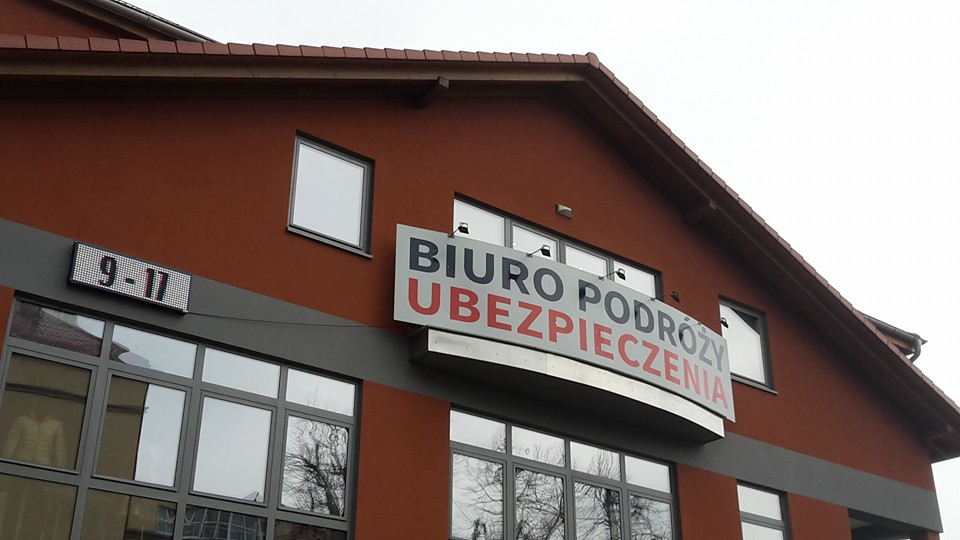 9 - 17
BIURO PODRÓŻY
UBEZPIECZENIA